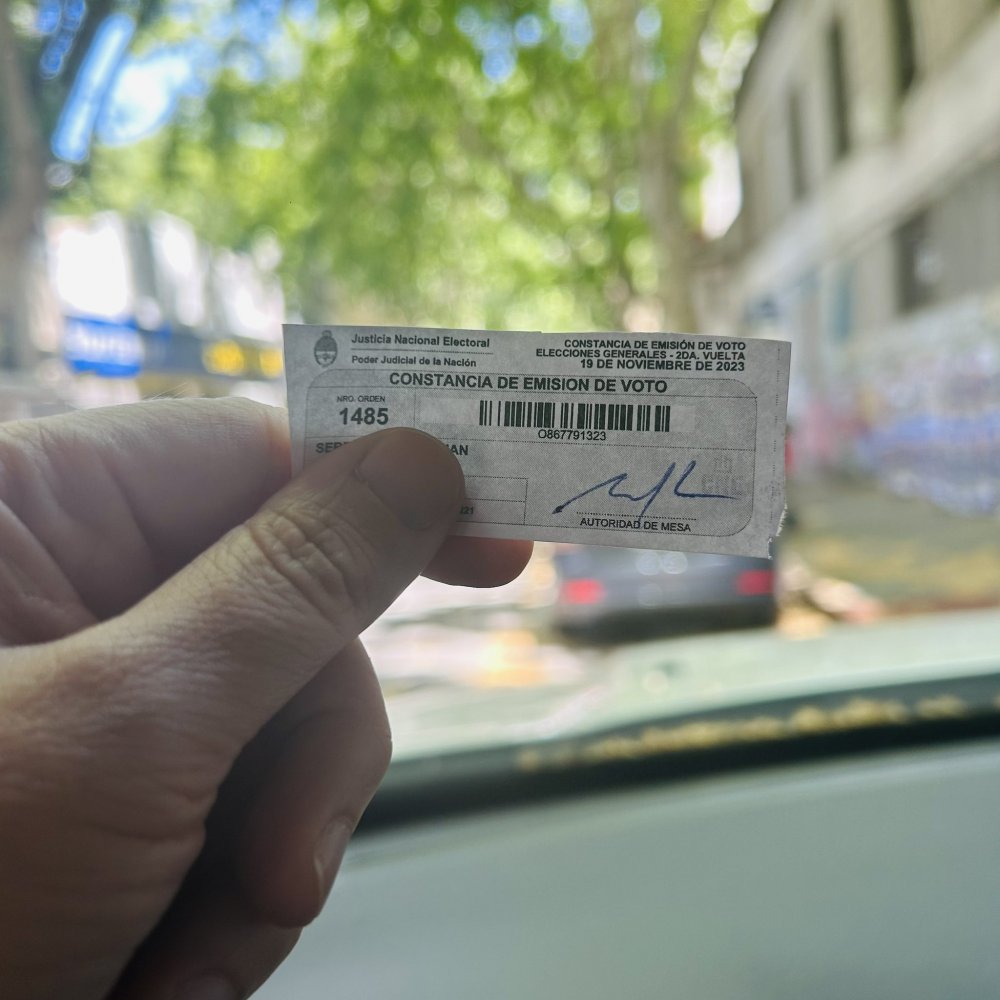 Justicia Nacional Electoral
Poder Judicial de la Nación
CONSTANCIA DE EMISIÓN DE VOTO
ELECCIONES GENERALES - 2DA. VUELTA
19 DE NOVIEMBRE DE 2023
CONSTANCIA DE EMISION DE VOTO
NRO. ORDEN
1485
O867791323
AUTORIDAD DE MESA